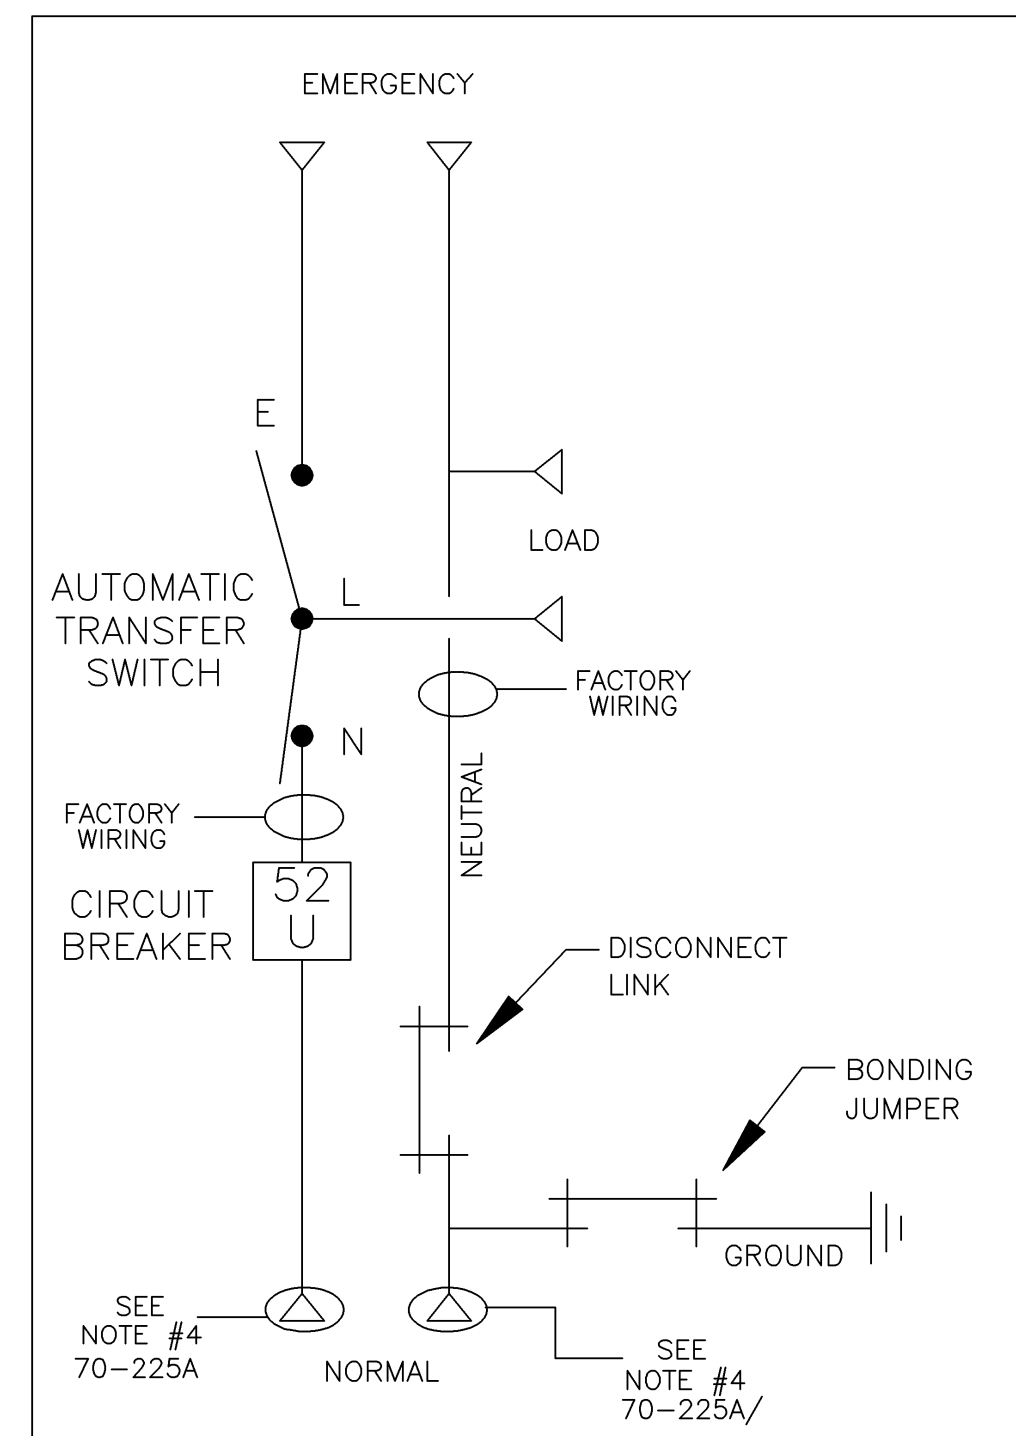 EMERGENCY
E
LOAD
AUTOMATIC
TRANSFER
SWITCH
L
FACTORY
WIRING
N
NEUTRAL
FACTORY
WIRING
52
U
CIRCUIT
BREAKER
DISCONNECT
LINK
BONDING
JUMPER
GROUND
SEE
NOTE #4
70-225A
NORMAL
SEE
NOTE #4
70-225A/